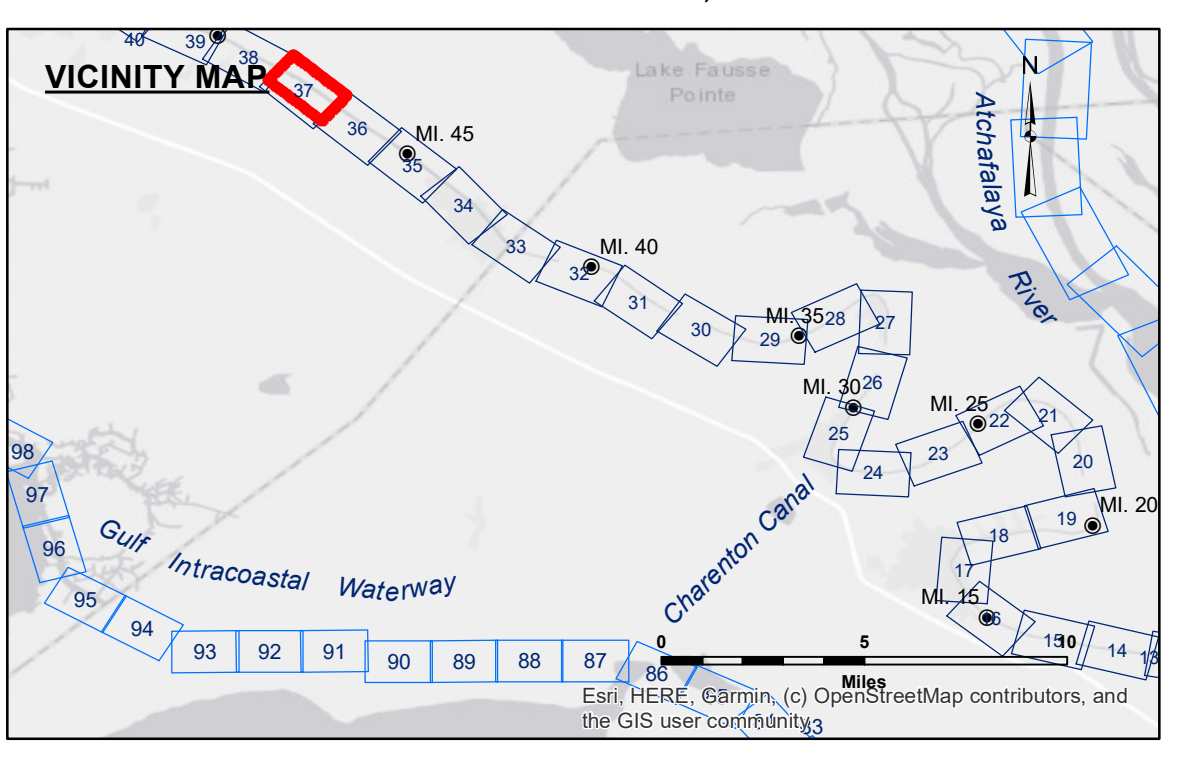 40
39
38
VICINITY MAP
37
36
MI. 45
35
34
33
MI. 40
32
31
30
MI. 35
29
28
27
MI. 30
26
25
24
MI. 25
23
22
21
20
MI. 20
19
18
17
MI. 15
16
15
14
13
Lake Fausse
Pointe
N
Atchafalaya
River
98
97
96
95
94
93
92
91
90
89
88
87
86
Gulf Intracoastal Waterway
Charenton Canal
0 5 10
Miles
Esri, HERE, Garmin, (c) OpenStreetMap contributors, and
the GIS user community
83